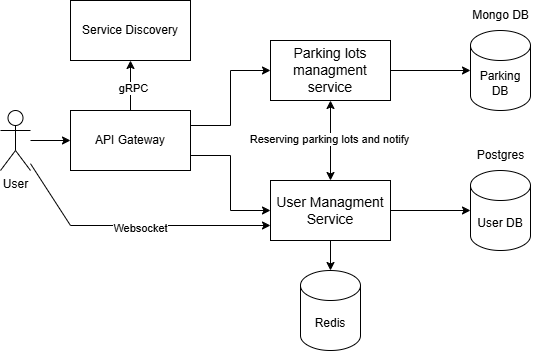 Service Discovery
gRPC
API Gateway
User
Websocket
Parking lots
managment
service
Reserving parking lots and notify
User Managment
Service
Redis
Mongo DB
Parking
DB
Postgres
User DB